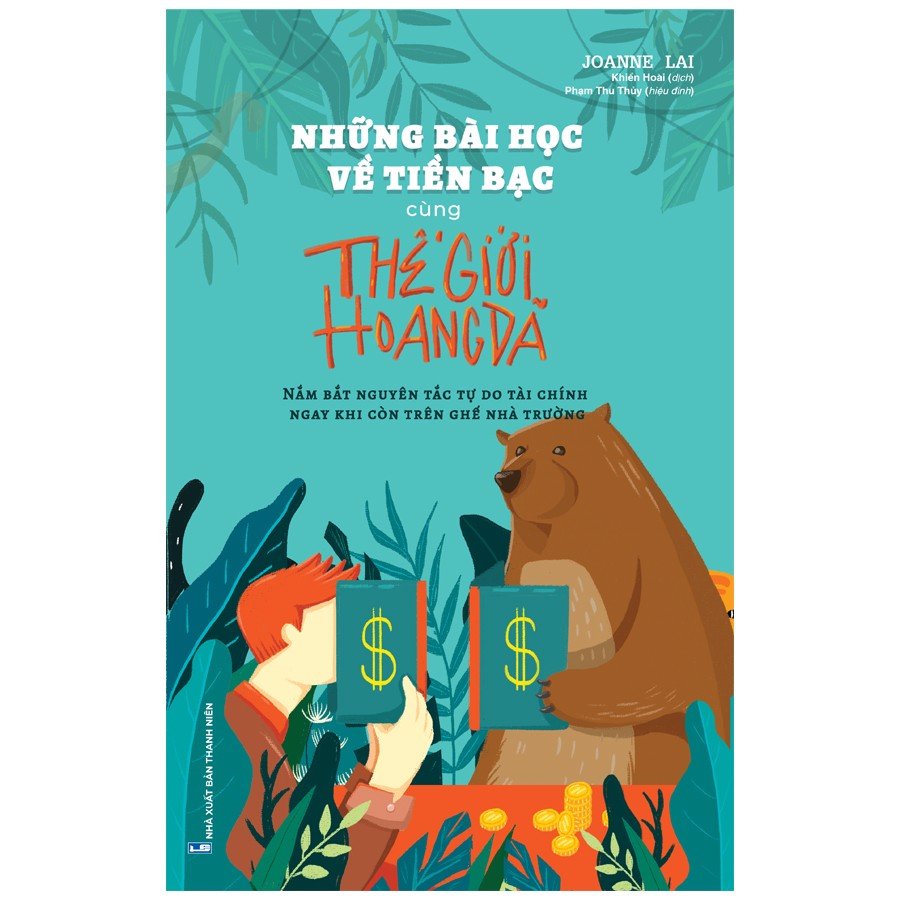 JOANNE LAI
Khiến Hoài (dịch)
Phạm Thu Thủy (hiệu đính)
NHỮNG BÀI HỌC
VỀ TIỀN BẠC
cùng
THẾ GIỚI
HOANG DÃ
NẮM BẮT NGUYÊN TẮC TỰ DO TÀI CHÍNH
NGAY KHI CÒN TRÊN GHẾ NHÀ TRƯỜNG
$
$
NHÀ XUẤT BẢN THANH NIÊN